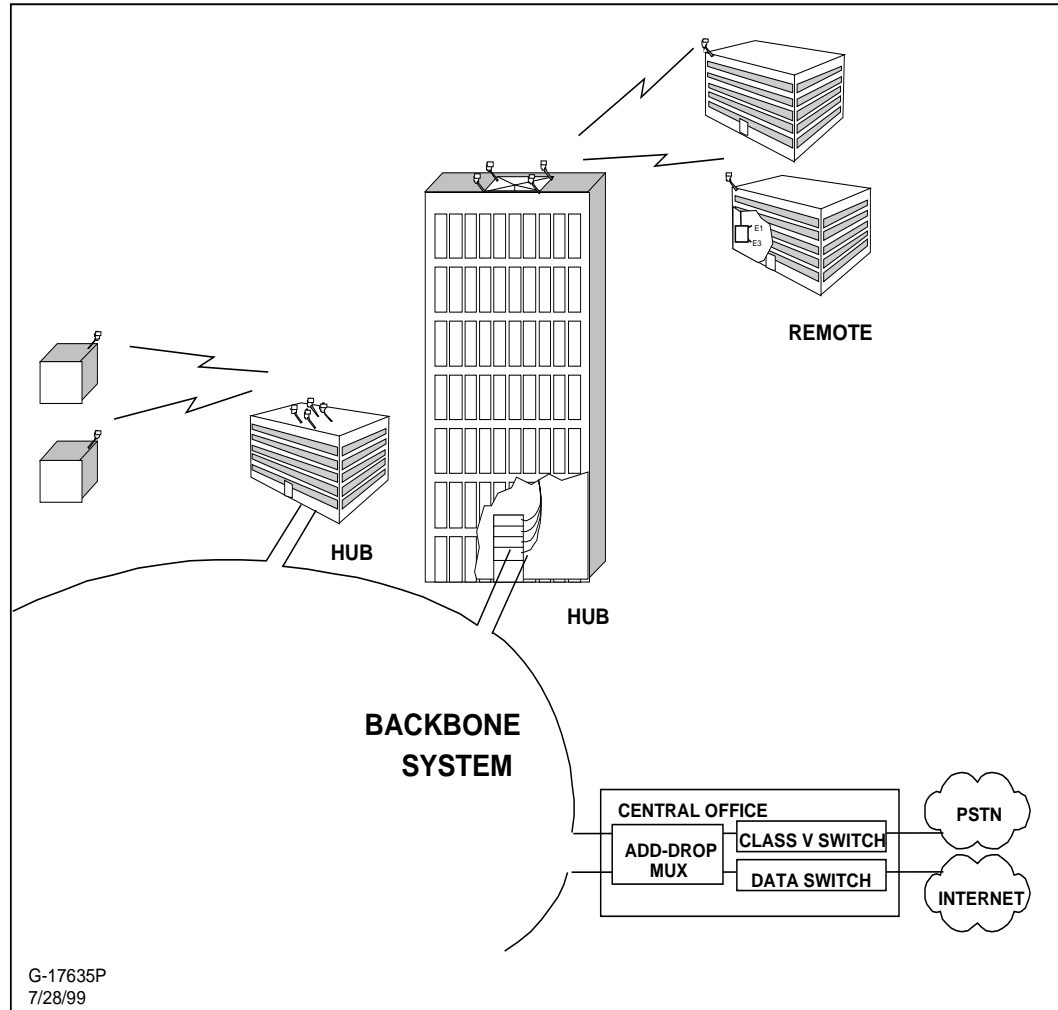 E1
E3
REMOTE
HUB
HUB
BACKBONE
SYSTEM
CENTRAL OFFICE
ADD-DROP
MUX
CLASS V SWITCH
DATA SWITCH
PSTN
INTERNET
G-17635P
7/28/99